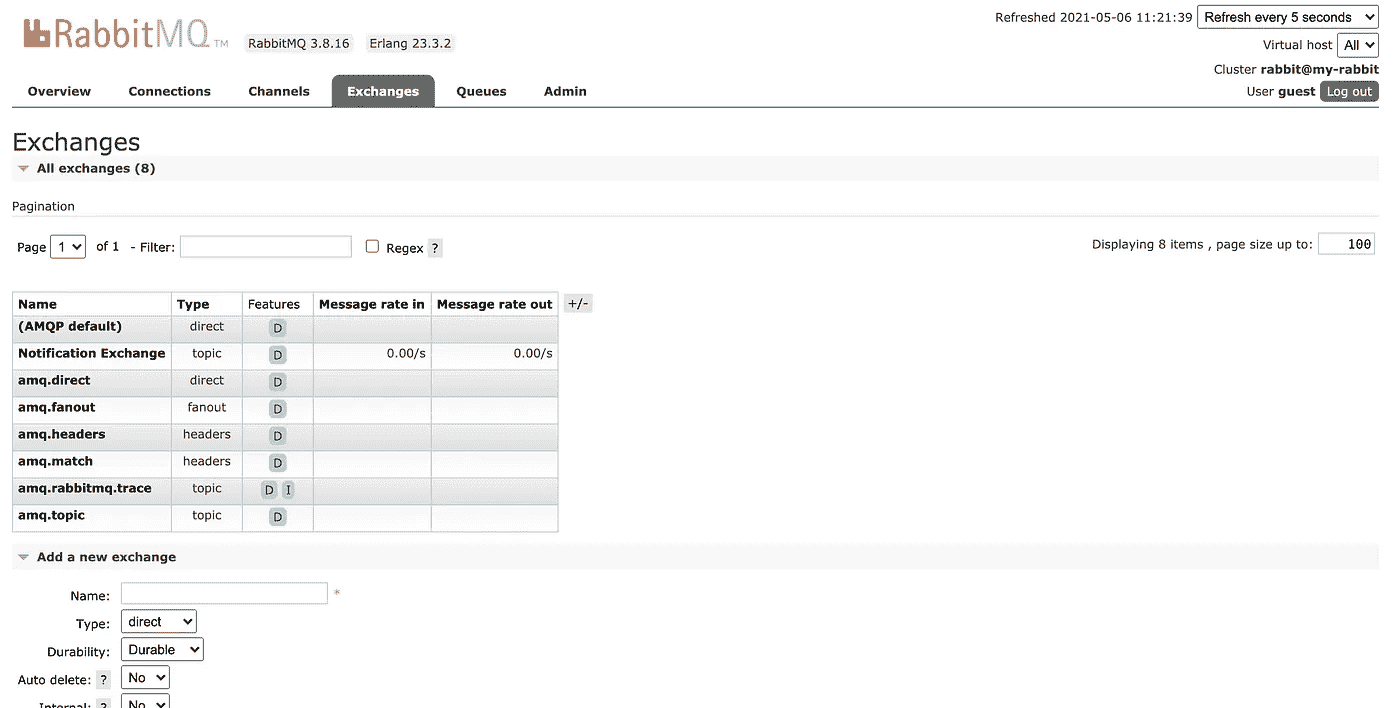 RabbitMQ TM RabbitMQ 3.8.16 Erlang 23.3.2
Refreshed 2021-05-06 11:21:39 Refresh every 5 seconds
Virtual host All
Cluster rabbit@my-rabbit
User guest Log out
Overview Connections Channels Exchanges Queues Admin
Exchanges
All exchanges (8)
Pagination
Page 1 of 1 - Filter: Regex ? Displaying 8 items , page size up to: 100
Name Type Features Message rate in Message rate out +/-
(AMQP default) direct D
Notification Exchange topic D 0.00/s 0.00/s
amq.direct direct D
amq.fanout fanout D
amq.headers headers D
amq.match headers D
amq.rabbitmq.trace topic D I
amq.topic topic D
Add a new exchange
Name: *
Type: direct
Durability: Durable
Auto delete: ? No
Internal: ? No